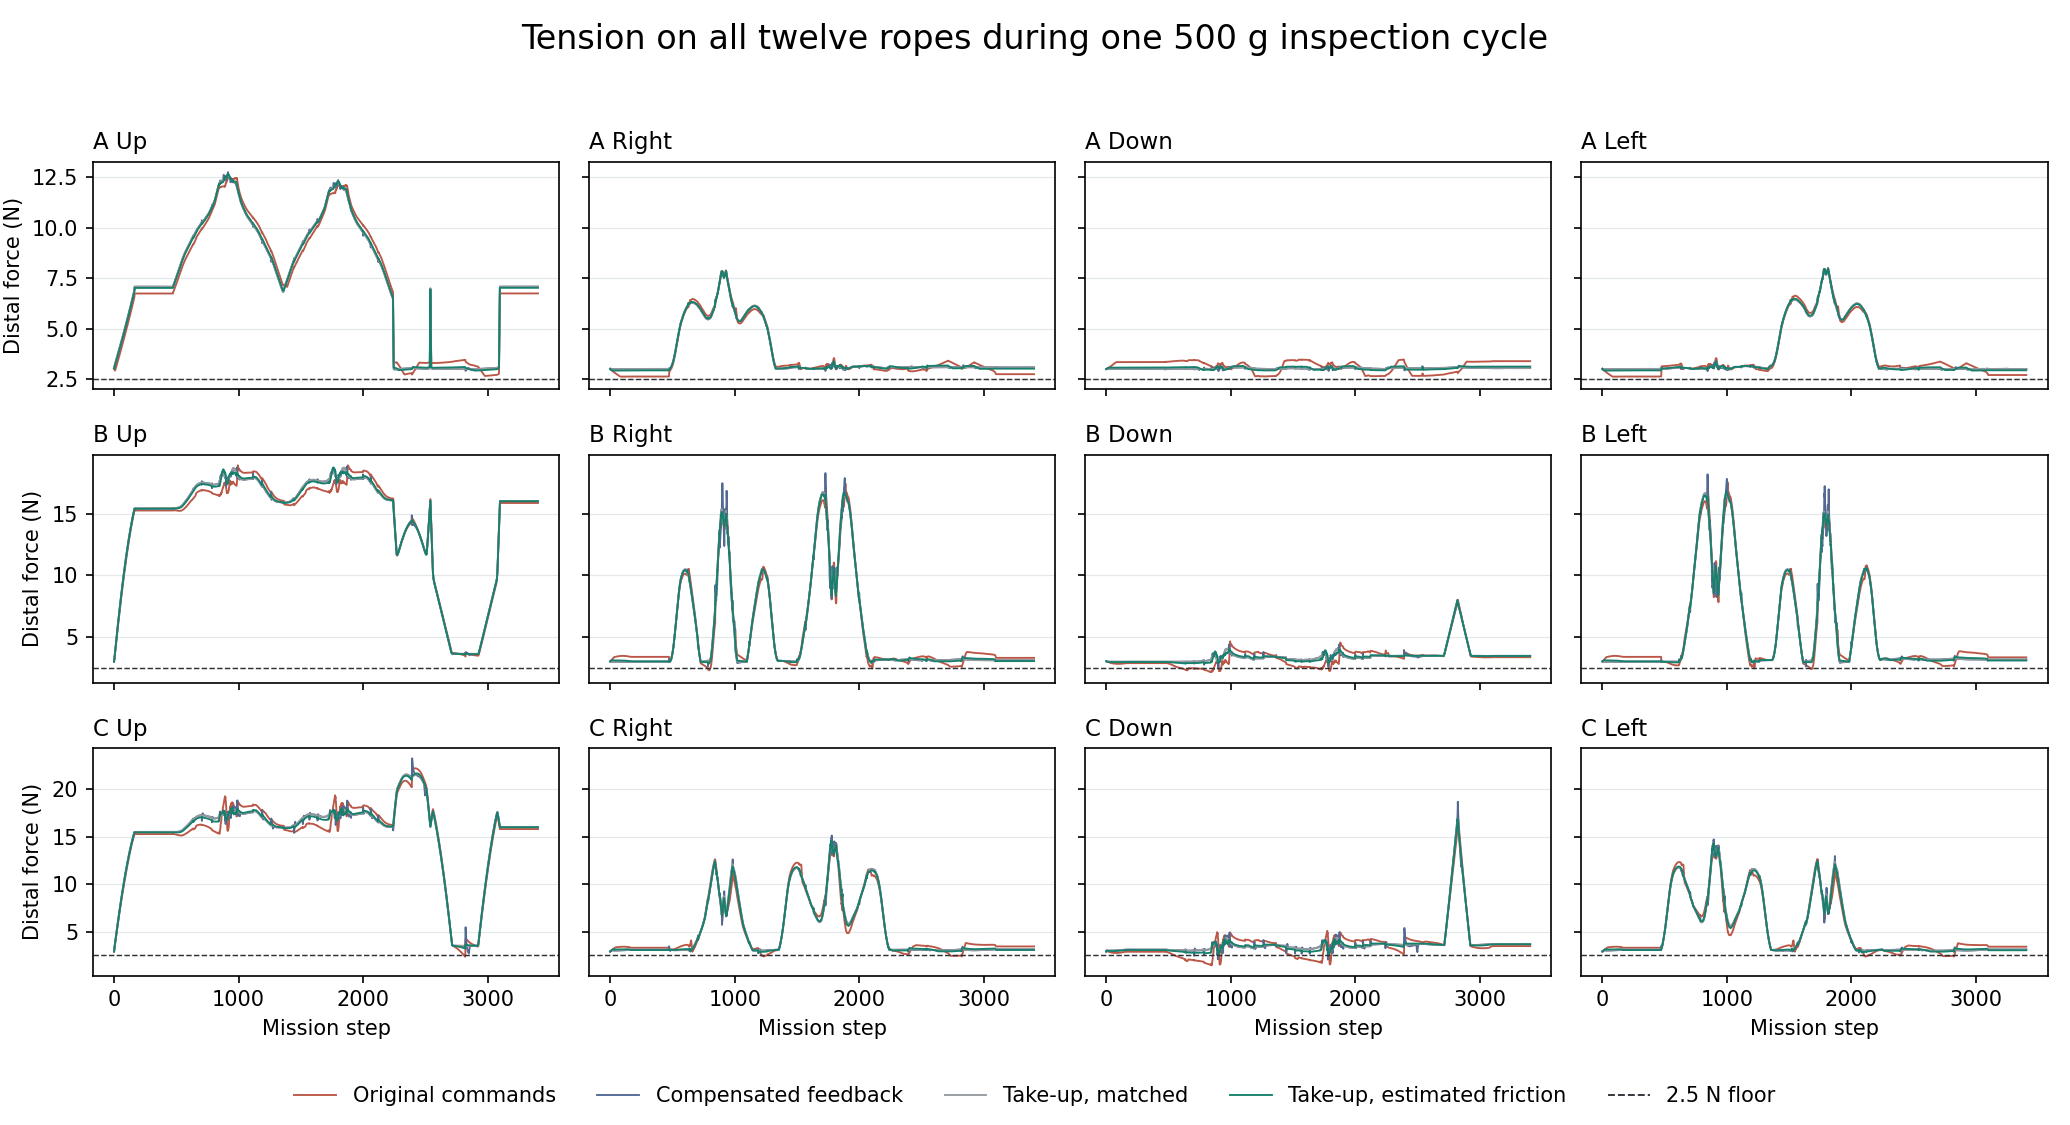 Tension on all twelve ropes during one 500 g inspection cycle
A Up
A Right
A Down
A Left
Distal force (N)
12.5
10.0
7.5
5.0
2.5
B Up
B Right
B Down
B Left
Distal force (N)
15
10
5
C Up
C Right
C Down
C Left
Distal force (N)
20
15
10
5
0 1000 2000 3000
0 1000 2000 3000
0 1000 2000 3000
0 1000 2000 3000
Mission step
Mission step
Mission step
Mission step
Original commands
Compensated feedback
Take-up, matched
Take-up, estimated friction
2.5 N floor